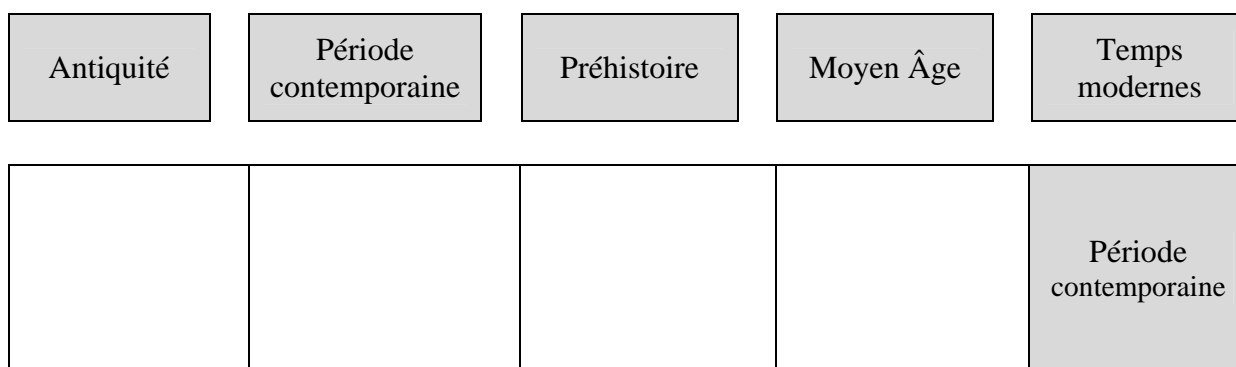 Antiquité
Période
contemporaine
Préhistoire
Moyen Âge
Temps
modernes
Période
contemporaine